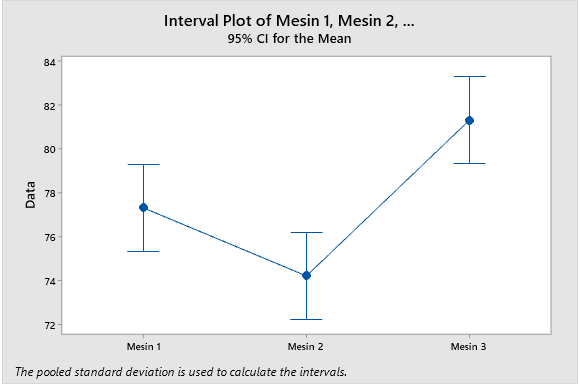 Interval Plot of Mesin 1, Mesin 2, ...
95% CI for the Mean
84
82
80
78
76
74
72
Data
Mesin 1 Mesin 2 Mesin 3
The pooled standard deviation is used to calculate the intervals.